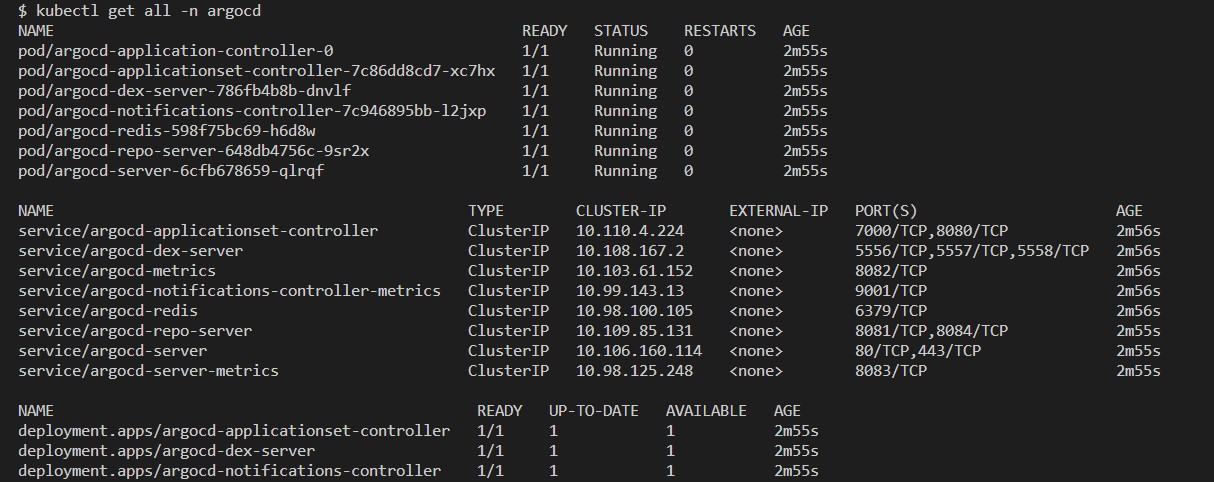 $ kubectl get all -n argocd
NAME                                                    READY   STATUS    RESTARTS   AGE
pod/argocd-application-controller-0                     1/1     Running   0          2m55s
pod/argocd-applicationset-controller-7c86dd8cd7-xc7hx   1/1     Running   0          2m55s
pod/argocd-dex-server-786fb4b8b-dnvlf                   1/1     Running   0          2m55s
pod/argocd-notifications-controller-7c946895bb-l2jxp    1/1     Running   0          2m55s
pod/argocd-redis-598f75bc69-h6d8w                       1/1     Running   0          2m55s
pod/argocd-repo-server-648db4756c-9sr2x                 1/1     Running   0          2m55s
pod/argocd-server-6cfb678659-qlrqf                      1/1     Running   0          2m55s
NAME                                              TYPE        CLUSTER-IP       EXTERNAL-IP   PORT(S)                      AGE
service/argocd-applicationset-controller          ClusterIP   10.110.4.224     <none>        7000/TCP,8080/TCP            2m56s
service/argocd-dex-server                         ClusterIP   10.108.167.2     <none>        5556/TCP,5557/TCP,5558/TCP   2m56s
service/argocd-metrics                            ClusterIP   10.103.61.152    <none>        8082/TCP                     2m56s
service/argocd-notifications-controller-metrics   ClusterIP   10.99.143.13     <none>        9001/TCP                     2m56s
service/argocd-redis                              ClusterIP   10.98.100.105    <none>        6379/TCP                     2m56s
service/argocd-repo-server                        ClusterIP   10.109.85.131    <none>        8081/TCP,8084/TCP            2m55s
service/argocd-server                             ClusterIP   10.106.160.114   <none>        80/TCP,443/TCP               2m55s
service/argocd-server-metrics                     ClusterIP   10.98.125.248    <none>        8083/TCP                     2m55s
NAME                                               READY   UP-TO-DATE   AVAILABLE   AGE
deployment.apps/argocd-applicationset-controller   1/1     1            1           2m55s
deployment.apps/argocd-dex-server                  1/1     1            1           2m55s
deployment.apps/argocd-notifications-controller    1/1     1            1           2m55s